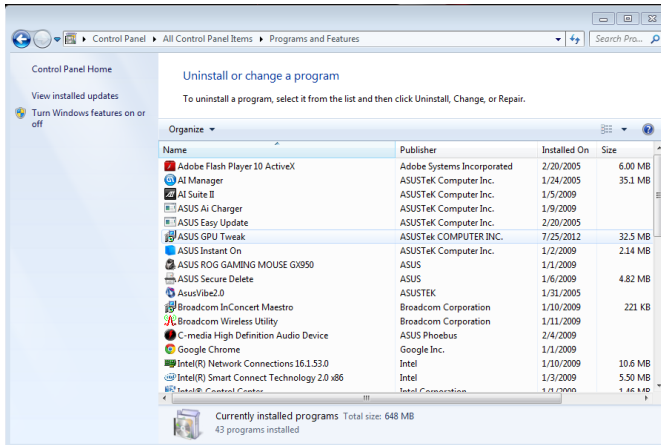 Control Panel ▸ All Control Panel Items ▸ Programs and Features
Search Pro...
Control Panel Home
View installed updates
Turn Windows features on or
off
Uninstall or change a program
To uninstall a program, select it from the list and then click Uninstall, Change, or Repair.
Organize
Name Publisher Installed On Size
Adobe Flash Player 10 ActiveX Adobe Systems Incorporated 2/20/2005 6.00 MB
AI Manager ASUSTeK Computer Inc. 1/24/2005 35.1 MB
AI Suite II ASUSTeK Computer Inc. 1/5/2009
ASUS Ai Charger ASUSTeK Computer Inc. 1/9/2009
ASUS Easy Update ASUSTeK Computer Inc. 2/20/2005
ASUS GPU Tweak ASUSTek COMPUTER INC. 7/25/2012 32.5 MB
ASUS Instant On ASUSTeK Computer Inc. 1/2/2009 2.14 MB
ASUS ROG GAMING MOUSE GX950 ASUS 1/1/2009
ASUS Secure Delete ASUS 1/6/2009 4.82 MB
AsusVibe2.0 ASUSTEK 1/31/2005
Broadcom InConcert Maestro Broadcom Corporation 1/10/2009 221 KB
Broadcom Wireless Utility Broadcom Corporation 1/11/2009
C-media High Definition Audio Device ASUS Phoebus 2/4/2009
Google Chrome Google Inc. 1/1/2009
Intel(R) Network Connections 16.1.53.0 Intel 1/10/2009 10.6 MB
Intel(R) Smart Connect Technology 2.0 x86 Intel 1/3/2009 5.50 MB
Intel® Control Center Intel Corporation 1/1/2009 1.46 MB
Currently installed programs Total size: 648 MB
43 programs installed